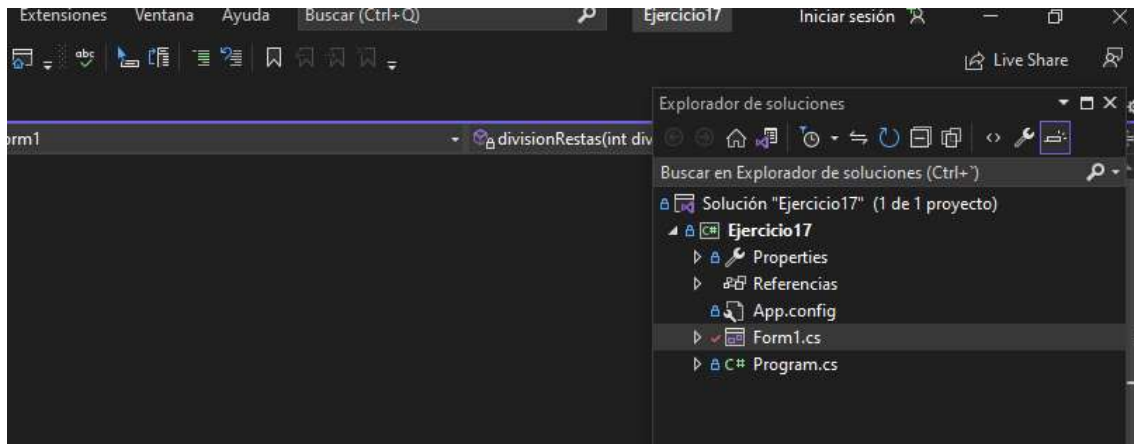 Extensiones Ventana Ayuda Buscar (Ctrl+Q) Ejercicio17 Iniciar sesión
abc Live Share
Explorador de soluciones
orm1 divisionRestas(int div
Buscar en Explorador de soluciones (Ctrl+`)
Solución "Ejercicio17" (1 de 1 proyecto)
C# Ejercicio17
Properties
Referencias
App.config
Form1.cs
C# Program.cs